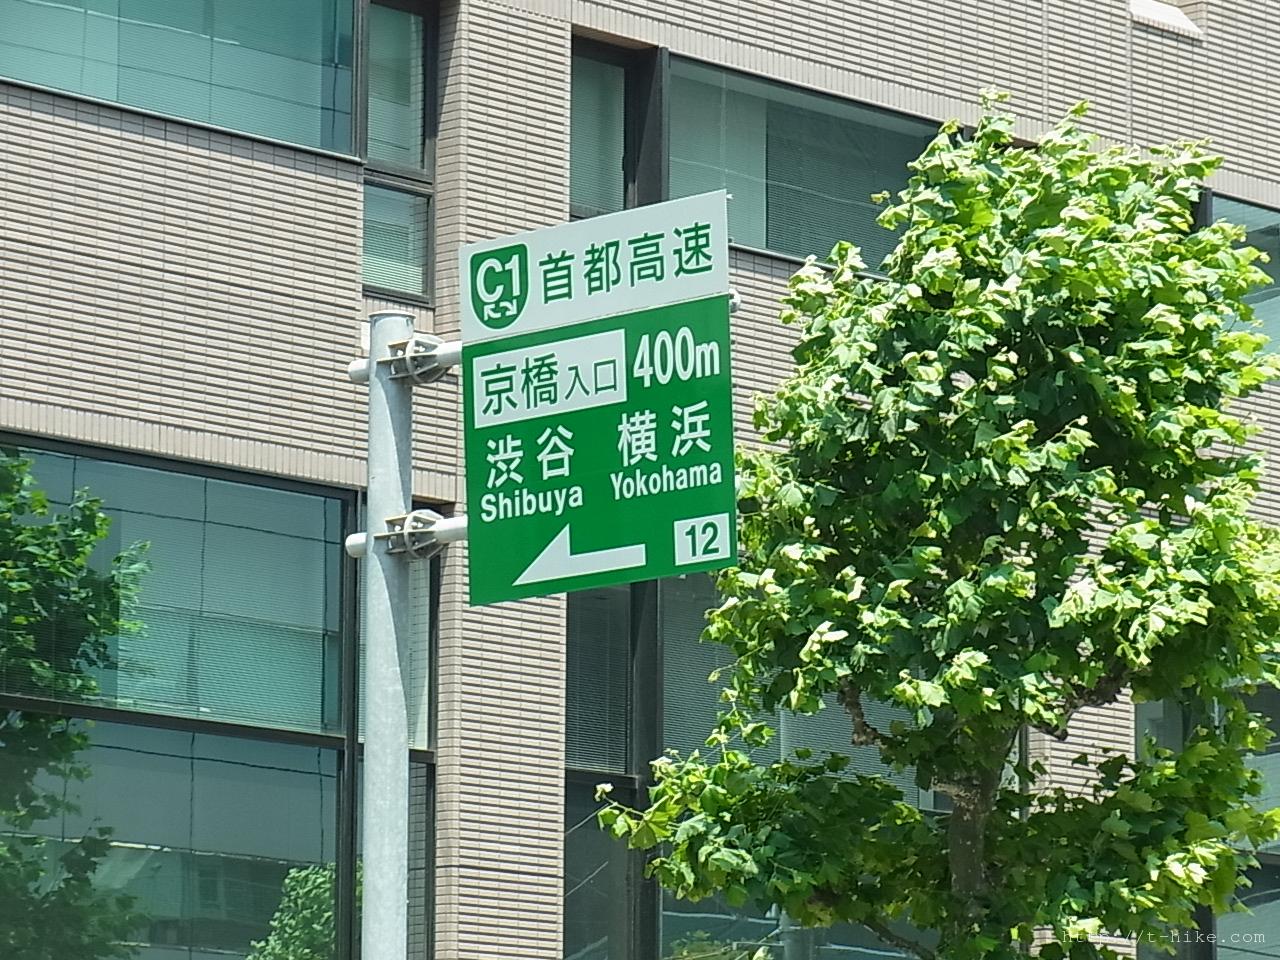 C1 首都高速
京橋入口 400m
渋谷 横浜
Shibuya Yokohama
12
http://t-hike.com